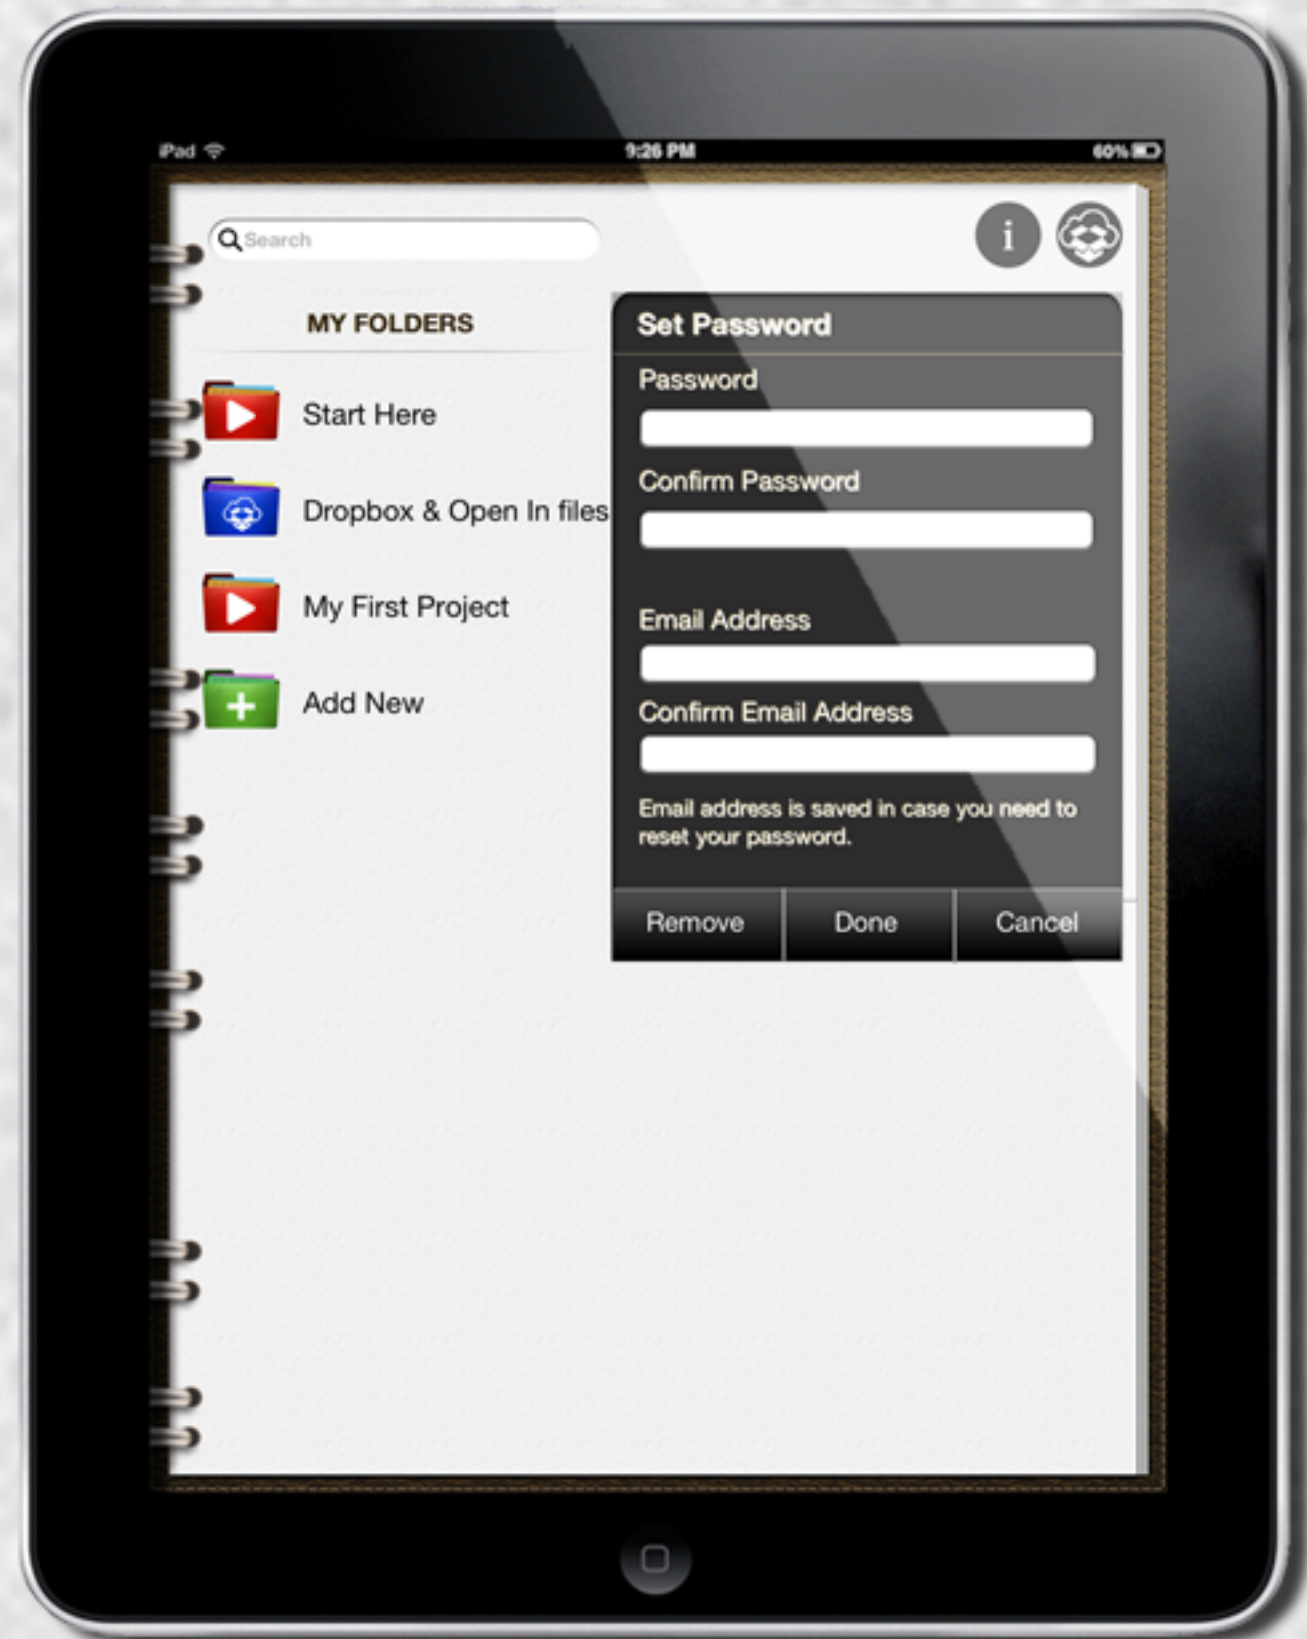 iPad
9:26 PM
60%
Search
i
MY FOLDERS
Start Here
Dropbox & Open In files
My First Project
Add New
Set Password
Password
Confirm Password
Email Address
Confirm Email Address
Email address is saved in case you need to
reset your password.
Remove
Done
Cancel